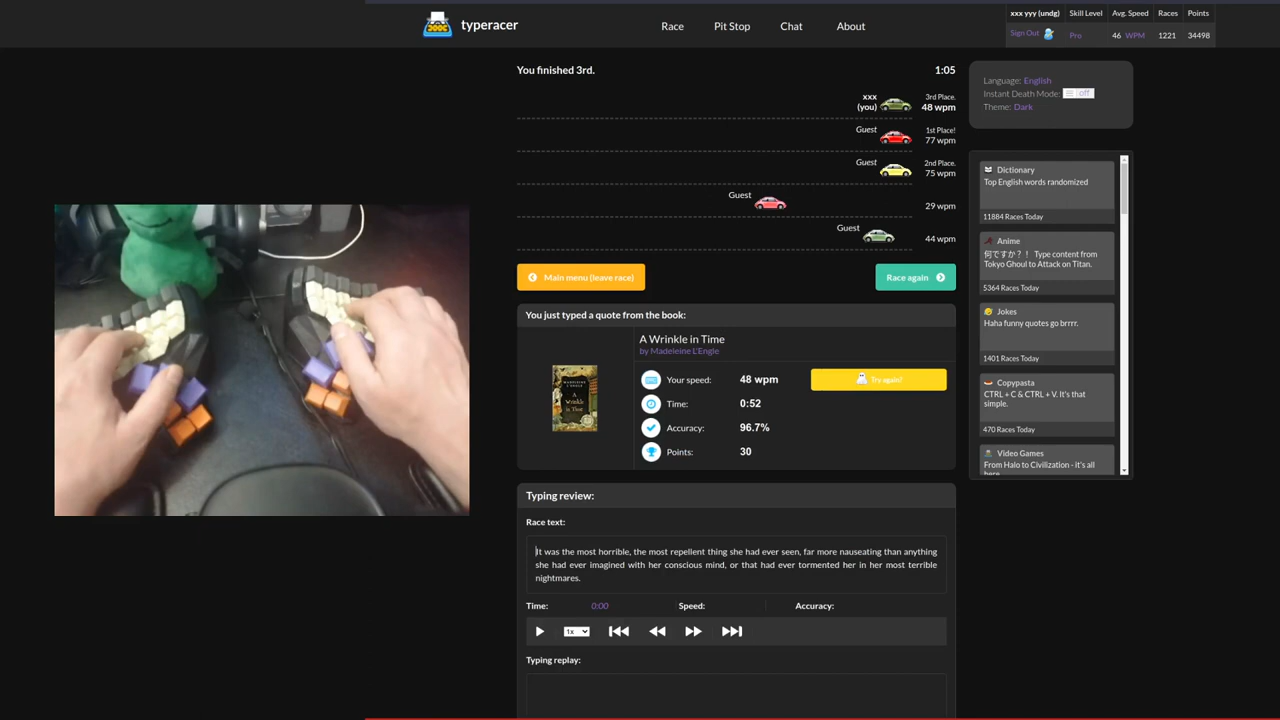 typeracer
Race
Pit Stop
Chat
About
xxx yyy (undg)
Skill Level
Avg. Speed
Races
Points
Sign Out
Pro
46 WPM
1221
34498
You finished 3rd.
1:05
xxx
(you)
3rd Place.
48 wpm
Guest
1st Place!
77 wpm
Guest
2nd Place.
75 wpm
Guest
29 wpm
Guest
44 wpm
Main menu (leave race)
Race again
You just typed a quote from the book:
A Wrinkle in Time
by Madeleine L'Engle
MADELEINE
L'ENGLE
A
Wrinkle
in Time
Your speed:
48 wpm
Try again!
Time:
0:52
Accuracy:
96.7%
Points:
30
Typing review:
Race text:
It was the most horrible, the most repellent thing she had ever seen, far more nauseating than anything
she had ever imagined with her conscious mind, or that had ever tormented her in her most terrible
nightmares.
Time:
0:00
Speed:
Accuracy:
1x
Typing replay:
Language: English
Instant Death Mode: off
Theme: Dark
Dictionary
Top English words randomized
11884 Races Today
Anime
何ですか？！ Type content from
Tokyo Ghoul to Attack on Titan.
5364 Races Today
Jokes
Haha funny quotes go brrrr.
1401 Races Today
Copypasta
CTRL + C & CTRL + V. It's that
simple.
470 Races Today
Video Games
From Halo to Civilization - it's all
here.